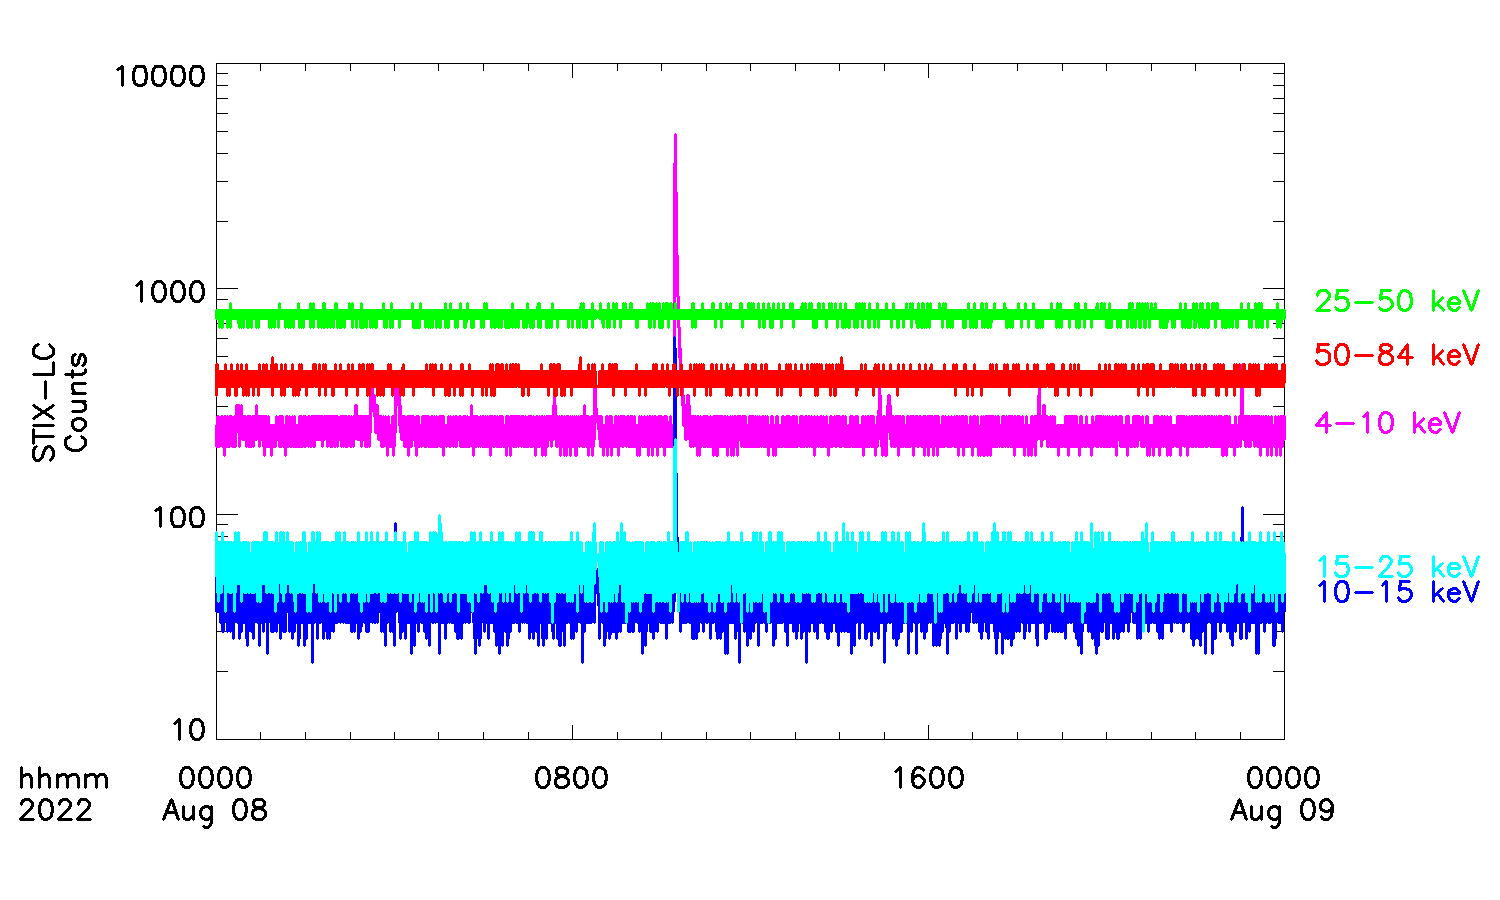 10000
1000
100
10
STIX-LC
Counts
25-50 keV
50-84 keV
4-10 keV
15-25 keV
10-15 keV
hhmm 0000 0800 1600 0000
2022 Aug 08 Aug 09